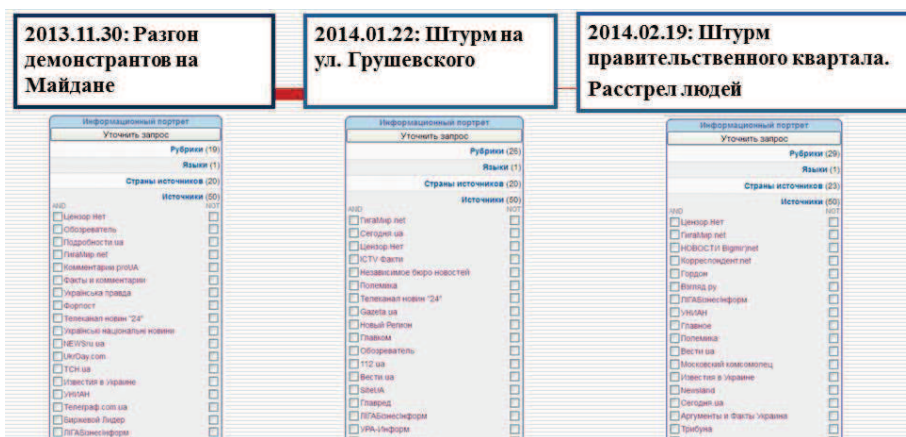 2013.11.30: Разгон
демонстрантов на
Майдане
2014.01.22: Штурм на
ул. Грушевского
2014.02.19: Штурм
правительственного квартала.
Расстрел людей
Информационный портрет
Уточнить запрос
Рубрики (19)
Языки (1)
Страны источников (20)
Источники (50)
AND NOT
Цензор.Нет
Обозреватель
Подробности.ua
ГигаМир.net
Комментарии proUA
Факты и комментарии
Українська правда
Форпост
Телеканал новин "24"
Українські національні новини
NEWSru.ua
UkrDay.com
ТСН.ua
Известия в Украине
УНИАН
Телеграф.com.ua
Биржевой Лидер
ЛІГАБізнесІнформ
Информационный портрет
Уточнить запрос
Рубрики (26)
Языки (1)
Страны источников (20)
Источники (50)
AND NOT
ГигаМир.net
Сегодня.ua
Цензор.Нет
ICTV-Факти
Независимое бюро новостей
Полемика
Телеканал новин "24"
Gazeta.ua
Новый Регион
Главком
Обозреватель
112.ua
Вести.ua
SiteUA
Главред
ЛІГАБізнесІнформ
УРА-Информ
Информационный портрет
Уточнить запрос
Рубрики (29)
Языки (1)
Страны источников (23)
Источники (50)
AND NOT
Цензор.Нет
ГигаМир.net
НОВОСТИ Bigmir)net
Корреспондент.net
Гордон
Взгляд.ру
ЛІГАБізнесІнформ
УНИАН
Главное
Полемика
Вести.ua
Московский комсомолец
Известия в Украине
Newsland
Сегодня.ua
Аргументы и Факты Украина
Трибуна